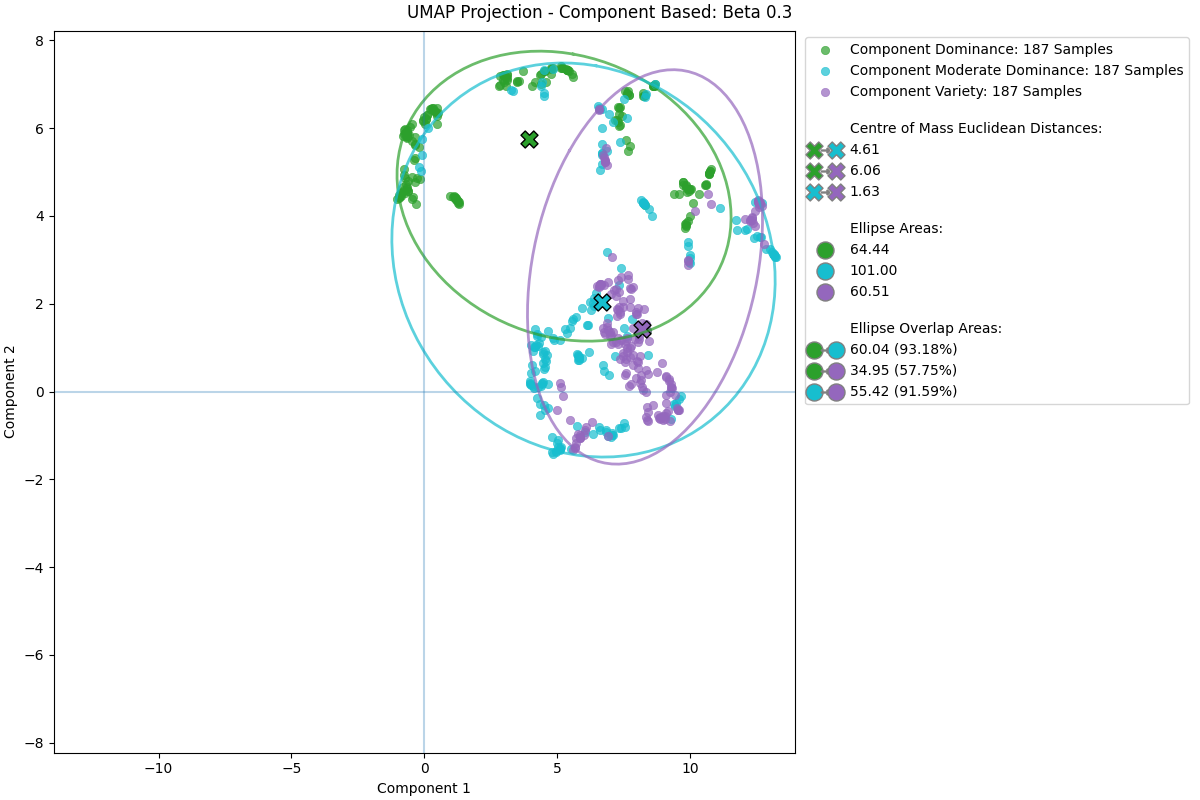 UMAP Projection - Component Based: Beta 0.3
8
6
4
2
0
−2
−4
−6
−8
Component 2
−10
−5
0
5
10
Component 1
Component Dominance: 187 Samples
Component Moderate Dominance: 187 Samples
Component Variety: 187 Samples
Centre of Mass Euclidean Distances:
4.61
6.06
1.63
Ellipse Areas:
64.44
101.00
60.51
Ellipse Overlap Areas:
60.04 (93.18%)
34.95 (57.75%)
55.42 (91.59%)